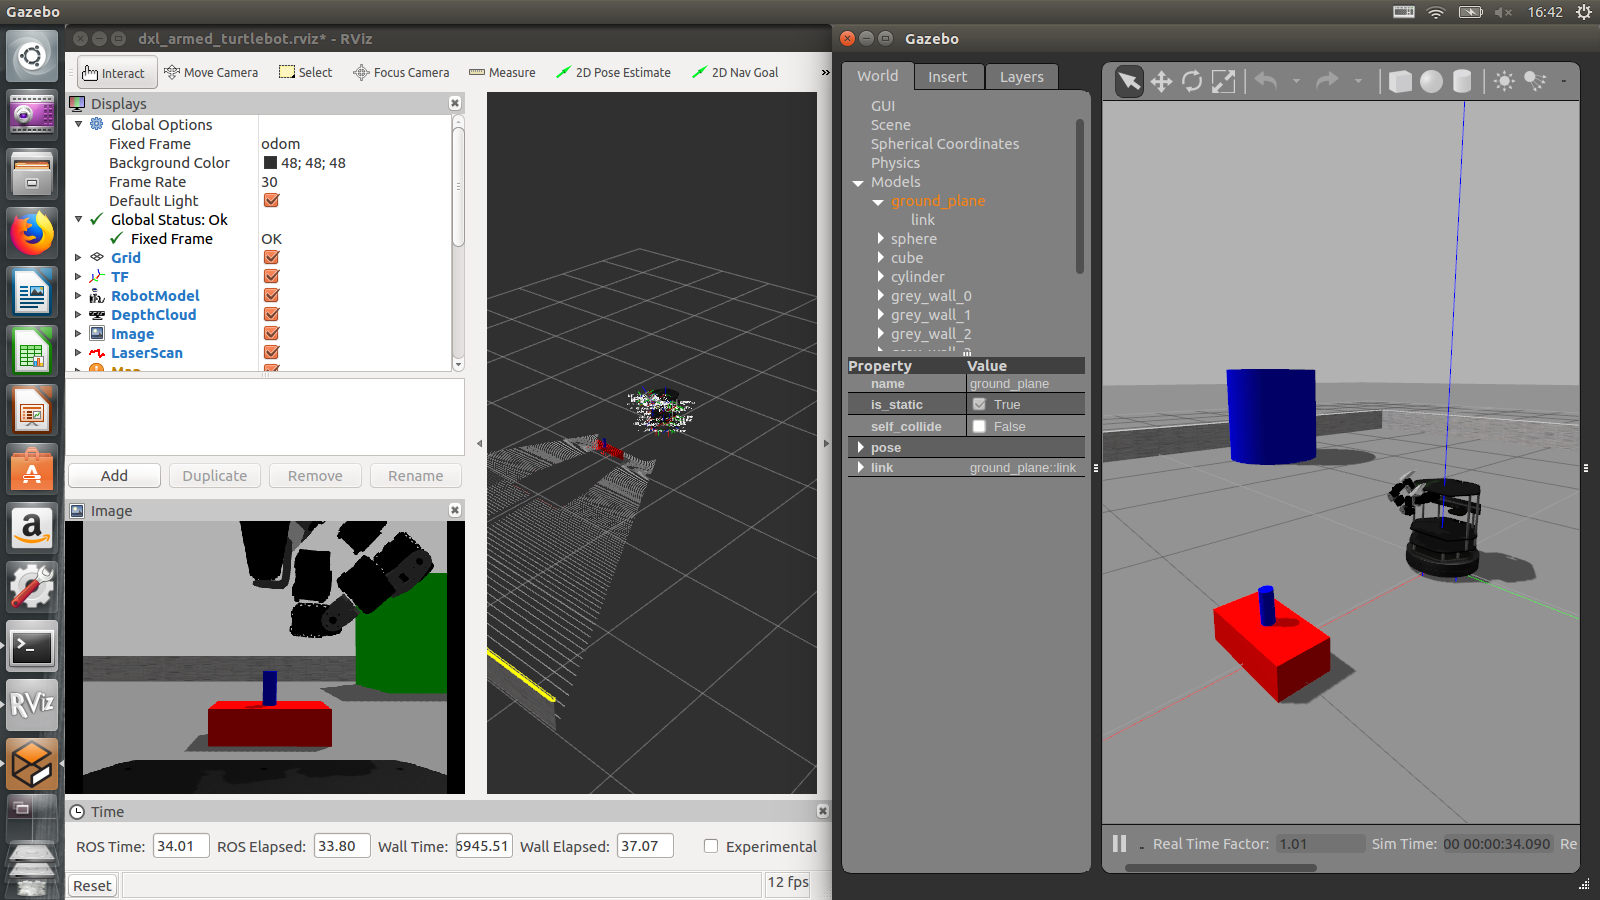 Gazebo
16:42
dxl_armed_turtlebot.rviz* - RViz
Interact
Move Camera
Select
Focus Camera
Measure
2D Pose Estimate
2D Nav Goal
»
Displays
Global Options
Fixed Frame odom
Background Color 48; 48; 48
Frame Rate 30
Default Light
Global Status: Ok
Fixed Frame OK
Grid
TF
RobotModel
DepthCloud
Image
LaserScan
Map
Add
Duplicate
Remove
Rename
Image
Time
ROS Time: 34.01
ROS Elapsed: 33.80
Wall Time: 6945.51
Wall Elapsed: 37.07
Experimental
Reset
12 fps
RViz
Gazebo
World
Insert
Layers
GUI
Scene
Spherical Coordinates
Physics
Models
ground_plane
link
sphere
cube
cylinder
grey_wall_0
grey_wall_1
grey_wall_2
Property Value
name ground_plane
is_static True
self_collide False
pose
link ground_plane::link
Real Time Factor: 1.01
Sim Time: 00 00:00:34.090
Re